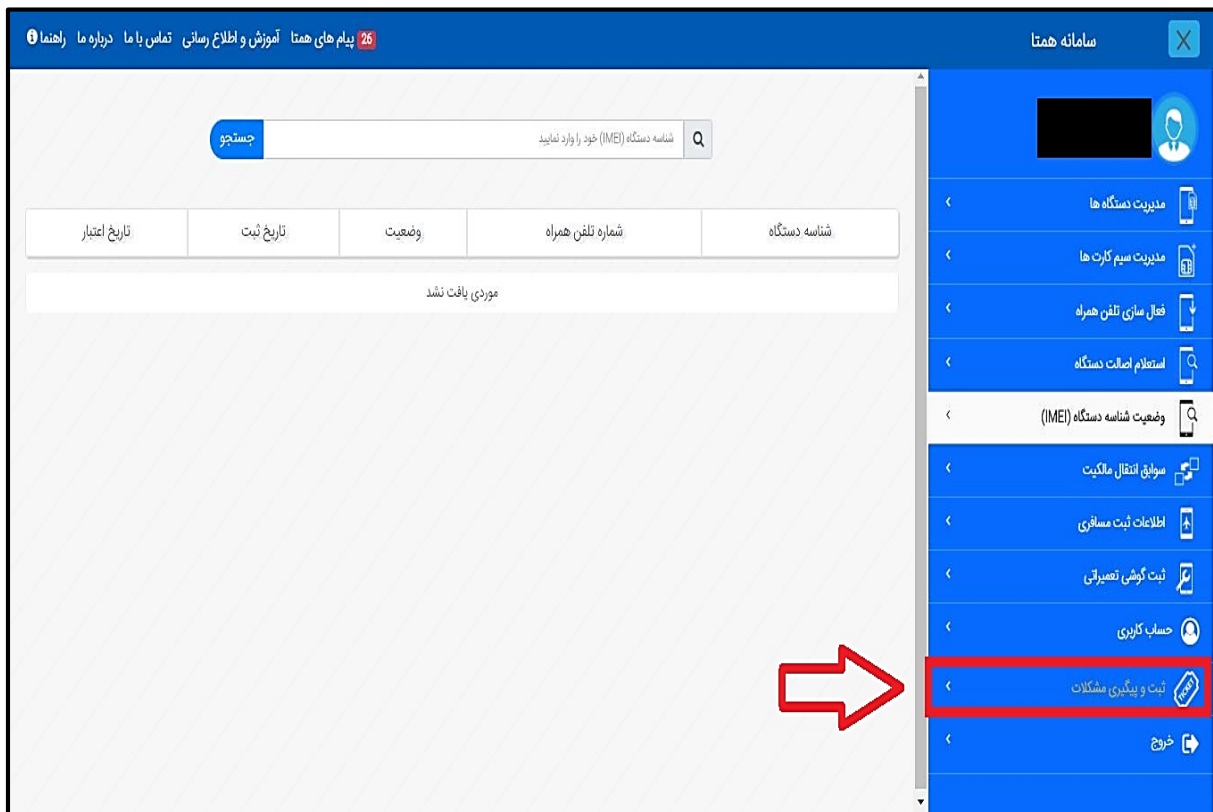 سامانه همتا
26 پیام های همتا آموزش و اطلاع رسانی تماس با ما درباره ما راهنما
شناسه دستگاه (IMEI) خود را وارد نمایید
جستجو
شناسه دستگاه شماره تلفن همراه وضعیت تاریخ ثبت تاریخ اعتبار
موردی یافت نشد
مدیریت دستگاه ها
مدیریت سیم کارت ها
فعال سازی تلفن همراه
استعلام اصالت دستگاه
وضعیت شناسه دستگاه (IMEI)
سوابق انتقال مالکیت
اطلاعات ثبت مسافری
ثبت گوشی تعمیراتی
حساب کاربری
TICKET ثبت و پیگیری مشکلات
خروج